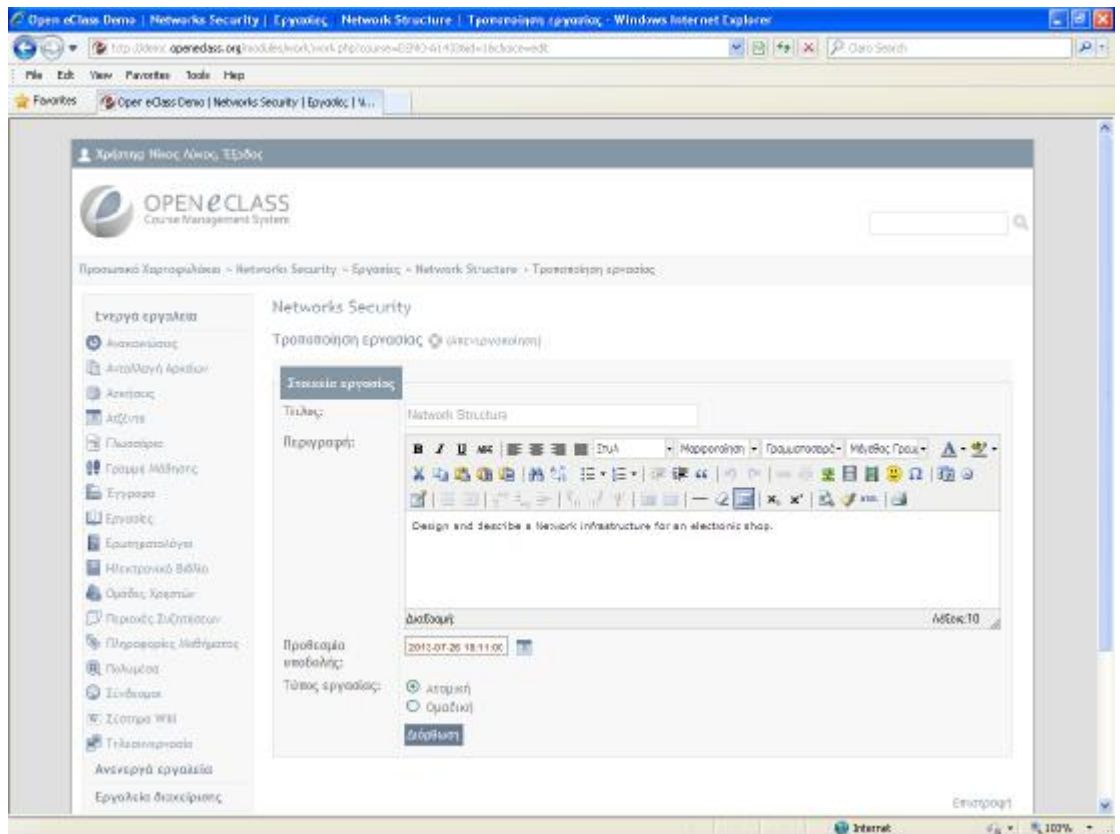 Open eClass Demo | Networks Security | Εργασίες | Network Structure | Τροποποίηση εργασίας - Windows Internet Explorer
openeclass.org
File Edit View Favorites Tools Help
Favorites Open eClass Demo | Networks Security | Εργασίες |
Χρήστης: Νίκος Λύκος, Έξοδος
OPEN eCLASS
Course Management System
Προσωπικό Χαρτοφυλάκιο » Networks Security » Εργασίες » Network Structure » Τροποποίηση εργασίας
Ενεργά εργαλεία
Ανακοινώσεις
Ανταλλαγή Αρχείων
Ασκήσεις
Ατζέντα
Γλωσσάριο
Γραμμή Μάθησης
Έγγραφα
Εργασίες
Ερωτηματολόγια
Ηλεκτρονικό Βιβλίο
Ομάδες Χρηστών
Περιοχές Συζητήσεων
Πληροφορίες Μαθήματος
Πολυμέσα
Σύνδεσμοι
Σύστημα Wiki
Τηλεσυνεργασία
Ανενεργά εργαλεία
Εργαλεία διαχείρισης
Networks Security
Τροποποίηση εργασίας (Απενεργοποίηση)
Στοιχεία εργασίας
Τίτλος: Network Structure
Περιγραφή:
Στυλ Μορφοποίηση
Design and describe a Network infrastructure for an electronic shop.
Διαδρομή: Λέξεις:10
Προθεσμία υποβολής:
Τύπος εργασίας: Ατομική
Ομαδική
Διόρθωση
Επιστροφή
Internet 100%